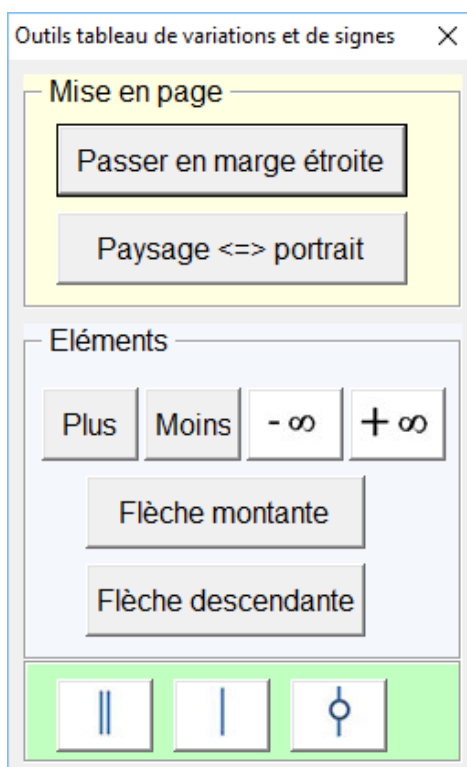 Outils tableau de variations et de signes
Mise en page
Passer en marge étroite
Paysage <=> portrait
Eléments
Plus Moins - ∞ + ∞
Flèche montante
Flèche descendante